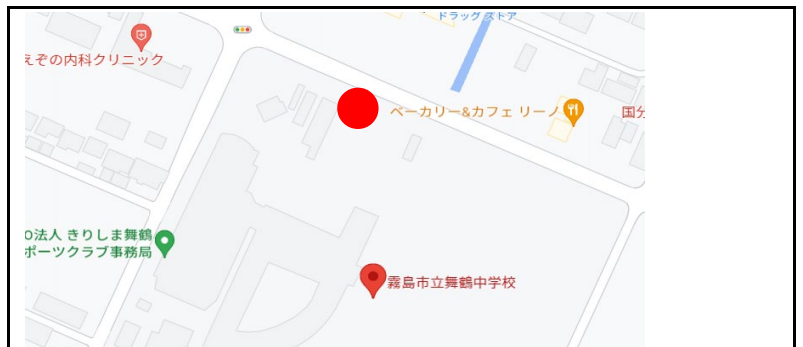 ドラッグストア
えぞの内科クリニック
ベーカリー&カフェ リーノ
国分
O法人 きりしま舞鶴
ポーツクラブ事務局
霧島市立舞鶴中学校